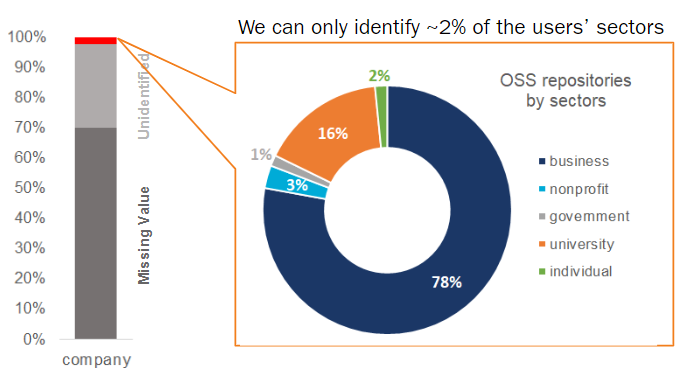 We can only identify ~2% of the users' sectors
100%
90%
80%
70%
60%
50%
40%
30%
20%
10%
0%
company
Unidentified
Missing Value
OSS repositories
by sectors
2%
16%
1%
3%
78%
business
nonprofit
government
university
individual